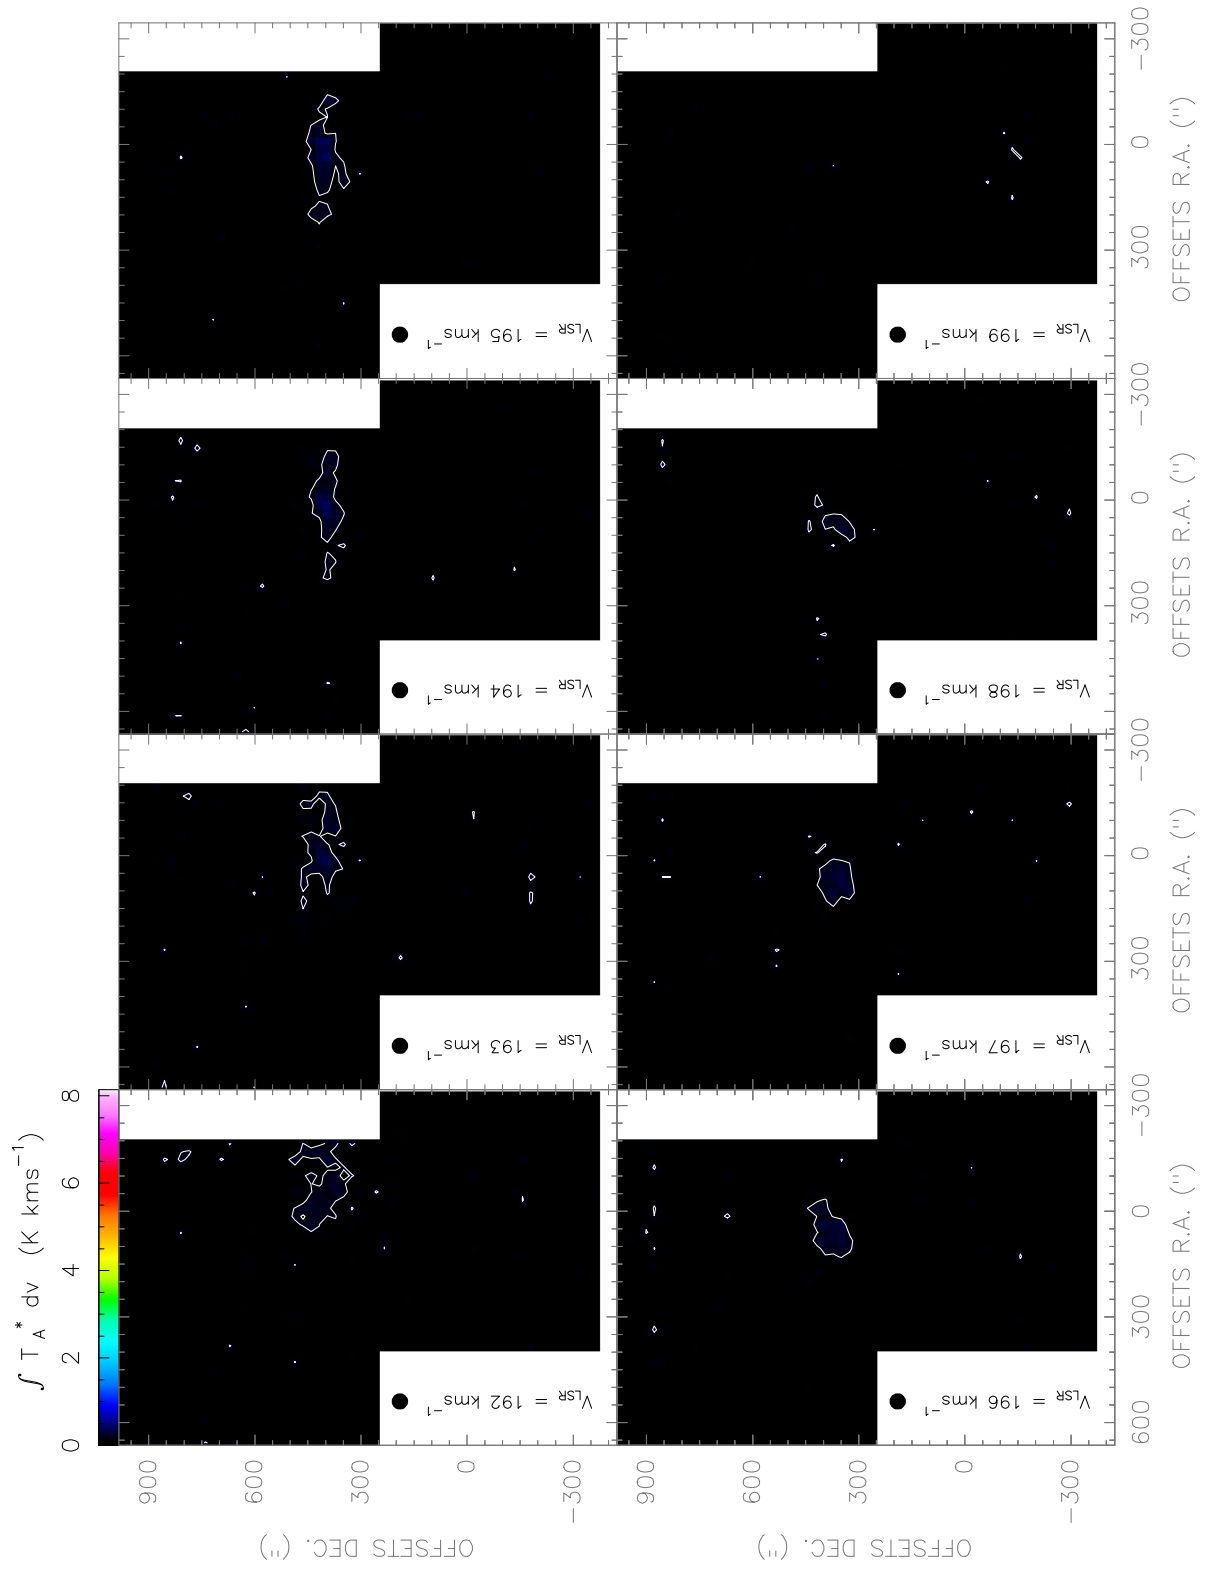 ∫ T_A* dv (K kms⁻¹)
0 2 4 6 8
V_LSR = 192 kms⁻¹
V_LSR = 193 kms⁻¹
V_LSR = 194 kms⁻¹
V_LSR = 195 kms⁻¹
900
600
300
0
−300
OFFSETS DEC. (")
V_LSR = 196 kms⁻¹
V_LSR = 197 kms⁻¹
V_LSR = 198 kms⁻¹
V_LSR = 199 kms⁻¹
900
600
300
0
−300
OFFSETS DEC. (")
600 300 0 −300 300 0 −300 300 0 −300 300 0 −300
OFFSETS R.A. (")
OFFSETS R.A. (")
OFFSETS R.A. (")
OFFSETS R.A. (")